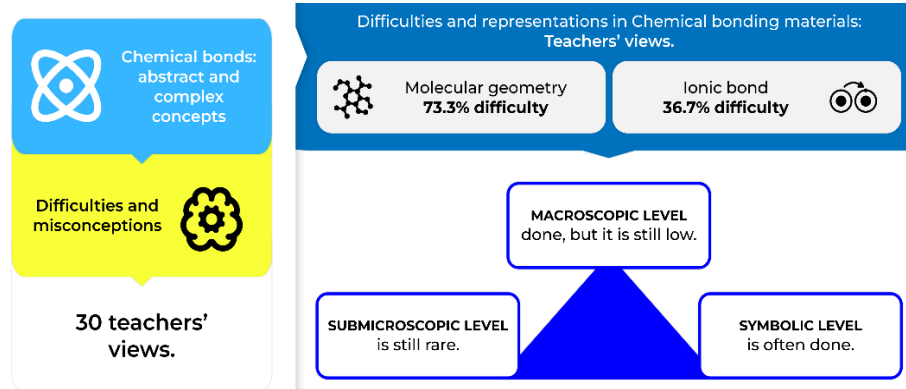 Chemical bonds:
abstract and
complex
concepts
Difficulties and
misconceptions
30 teachers’
views.
Difficulties and representations in Chemical bonding materials:
Teachers’ views.
Molecular geometry
73.3% difficulty
Ionic bond
36.7% difficulty
MACROSCOPIC LEVEL
done, but it is still low.
SUBMICROSCOPIC LEVEL
is still rare.
SYMBOLIC LEVEL
is often done.